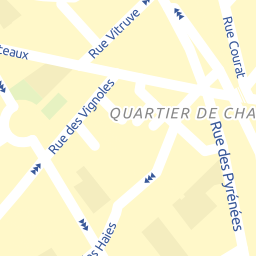 Rue Vitruve
Rue Courat
teaux
Rue des Vignoles
QUARTIER DE CHA
Rue des Pyrénées
s Haies